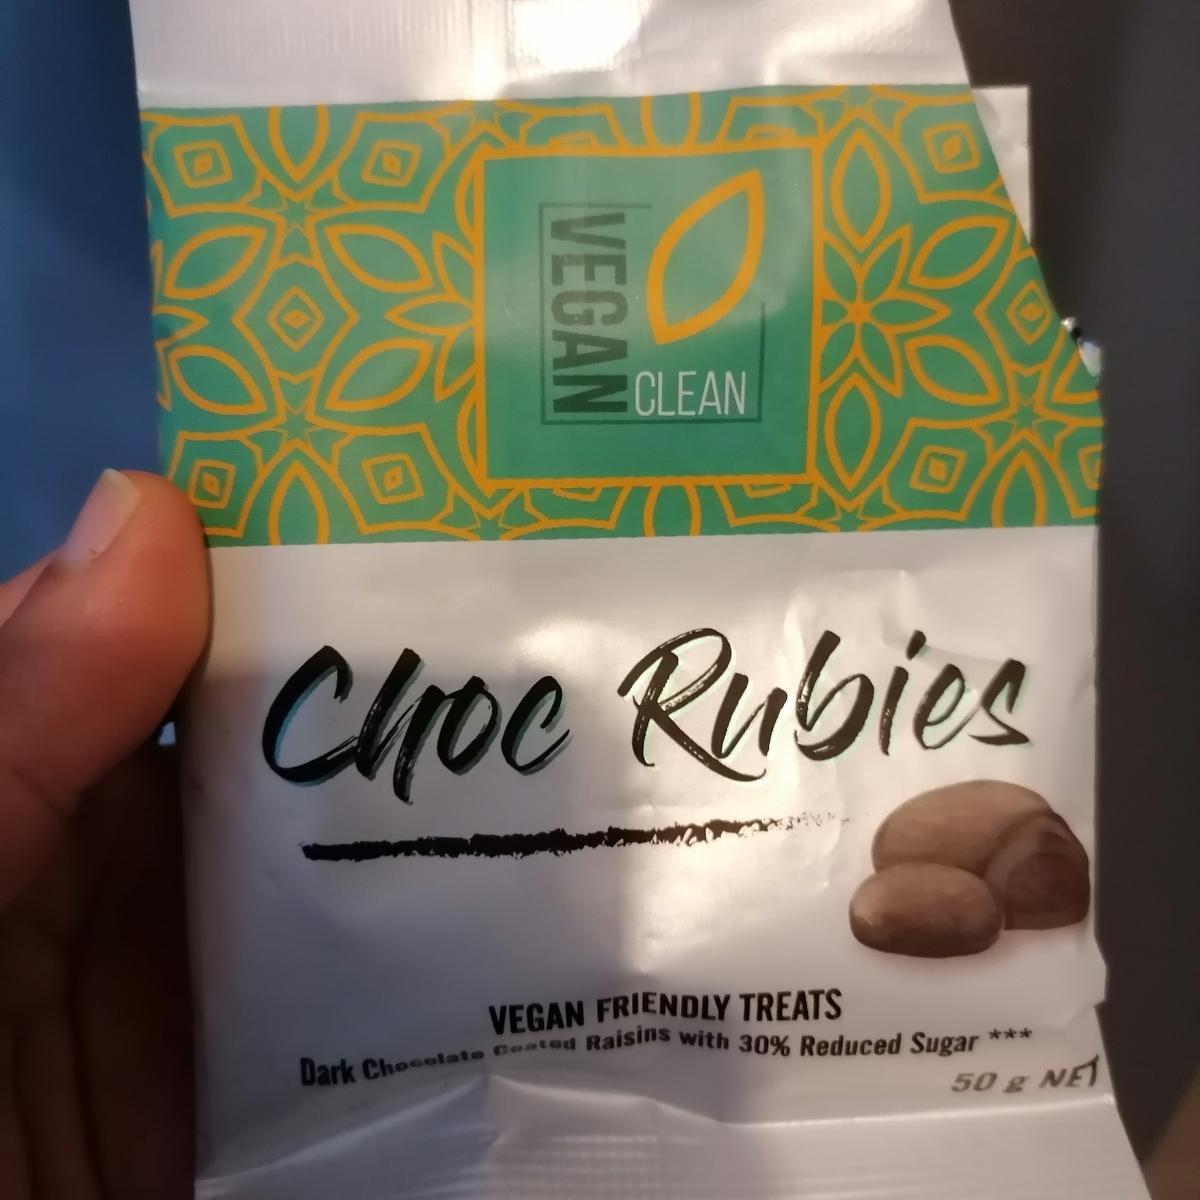 VEGAN
CLEAN
Choc Rubies
VEGAN FRIENDLY TREATS
Dark Chocolate Coated Raisins with 30% Reduced Sugar ***
50 g NET